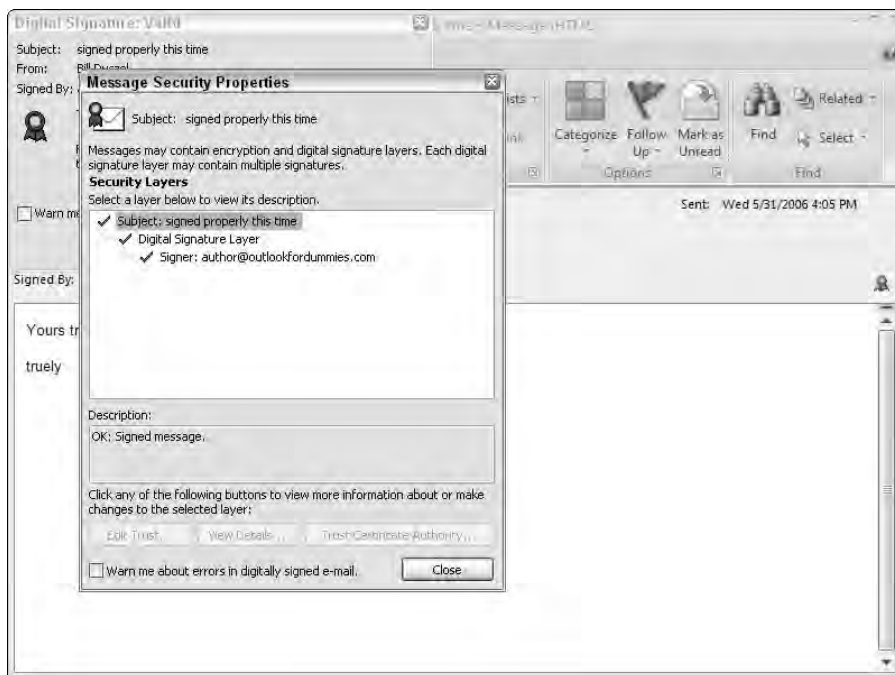 Digital Signature: Valid
- Message (HTML)
Subject: signed properly this time
From: Bill
Signed By:
Message Security Properties
Subject: signed properly this time
Messages may contain encryption and digital signature layers. Each digital
signature layer may contain multiple signatures.
Security Layers
Select a layer below to view its description.
Subject: signed properly this time
Digital Signature Layer
Signer: author@outlookfordummies.com
Description:
OK: Signed message.
Click any of the following buttons to view more information about or make
changes to the selected layer:
Edit Trust... View Details... Trust Certificate Authority...
Warn me about errors in digitally signed e-mail. Close
Categorize Follow Up Mark as Unread
Options
Find Related
Select
Find
Sent: Wed 5/31/2006 4:05 PM
Warn me
Signed By:
Yours
truely